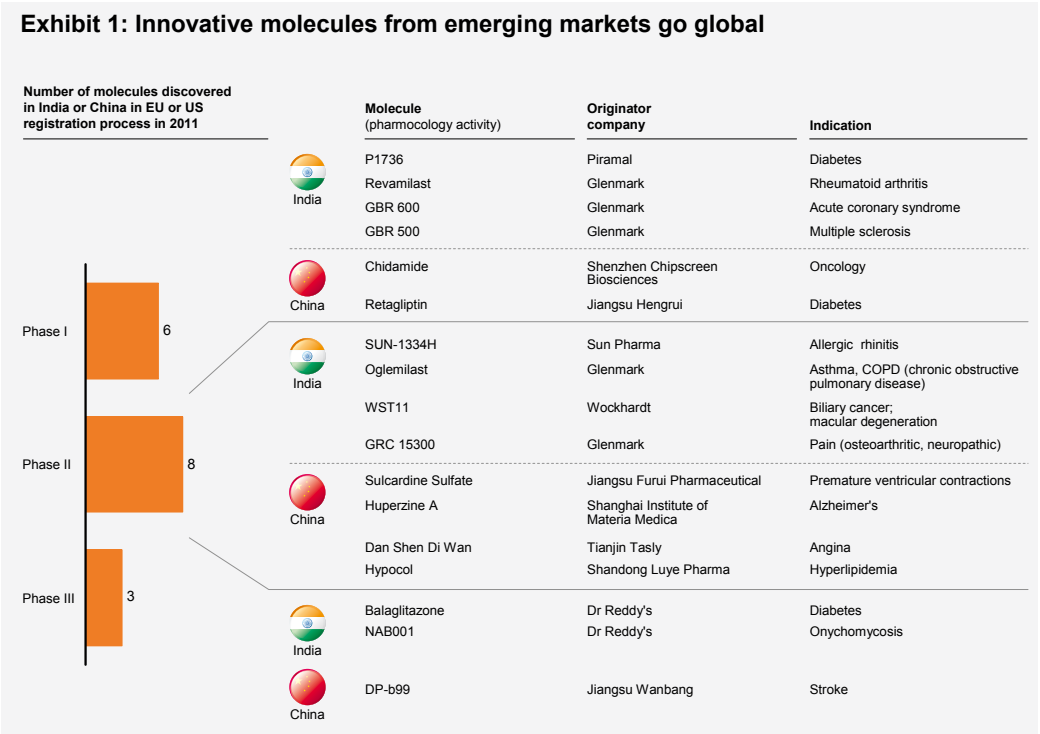 Exhibit 1: Innovative molecules from emerging markets go global
Number of molecules discovered
in India or China in EU or US
registration process in 2011
Molecule
(pharmocology activity)
Originator
company
Indication
Phase I
6
Phase II
8
Phase III
3
India
P1736
Piramal
Diabetes
Revamilast
Glenmark
Rheumatoid arthritis
GBR 600
Glenmark
Acute coronary syndrome
GBR 500
Glenmark
Multiple sclerosis
China
Chidamide
Shenzhen Chipscreen
Biosciences
Oncology
Retagliptin
Jiangsu Hengrui
Diabetes
India
SUN-1334H
Sun Pharma
Allergic rhinitis
Oglemilast
Glenmark
Asthma, COPD (chronic obstructive
pulmonary disease)
WST11
Wockhardt
Biliary cancer;
macular degeneration
GRC 15300
Glenmark
Pain (osteoarthritic, neuropathic)
China
Sulcardine Sulfate
Jiangsu Furui Pharmaceutical
Premature ventricular contractions
Huperzine A
Shanghai Institute of
Materia Medica
Alzheimer's
Dan Shen Di Wan
Tianjin Tasly
Angina
Hypocol
Shandong Luye Pharma
Hyperlipidemia
India
Balaglitazone
Dr Reddy's
Diabetes
NAB001
Dr Reddy's
Onychomycosis
China
DP-b99
Jiangsu Wanbang
Stroke